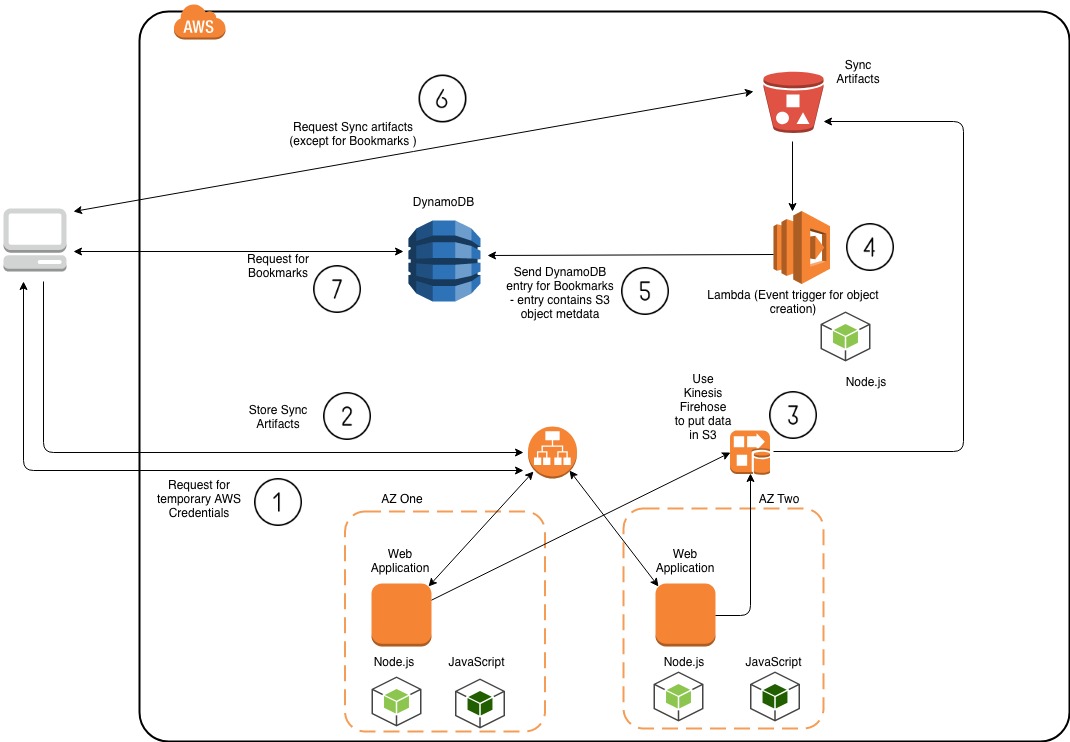 AWS
Sync
Artifacts
6
Request Sync artifacts
(except for Bookmarks )
DynamoDB
4
Request for
Bookmarks
7
Send DynamoDB
entry for Bookmarks
- entry contains S3
object metdata
5
Lambda (Event trigger for object
creation)
Node.js
Use
Kinesis
Firehose
to put data
in S3
3
Store Sync
Artifacts
2
Request for
temporary AWS
Credentials
1
AZ One
AZ Two
Web
Application
Web
Application
Node.js
JavaScript
Node.js
JavaScript